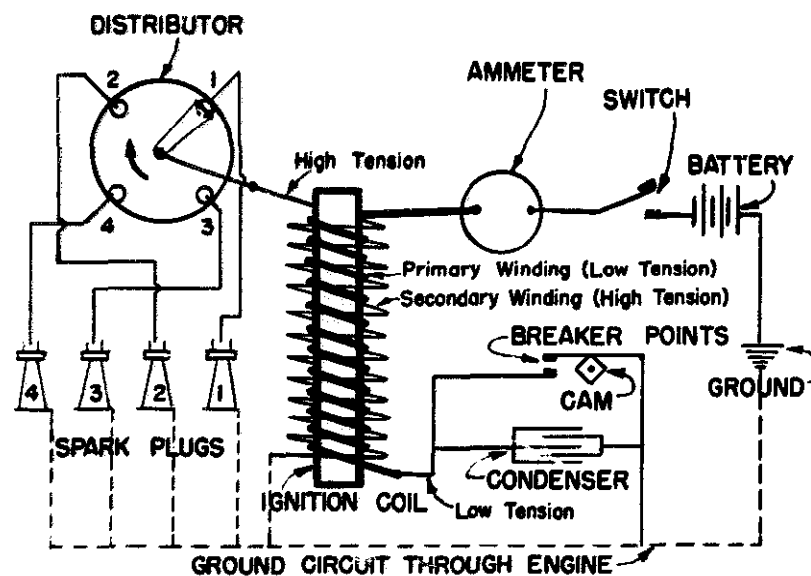 DISTRIBUTOR
2
1
4
3
High Tension
AMMETER
SWITCH
BATTERY
Primary Winding (Low Tension)
Secondary Winding (High Tension)
BREAKER POINTS
CAM
GROUND
4
3
2
1
SPARK PLUGS
CONDENSER
IGNITION COIL
Low Tension
GROUND CIRCUIT THROUGH ENGINE